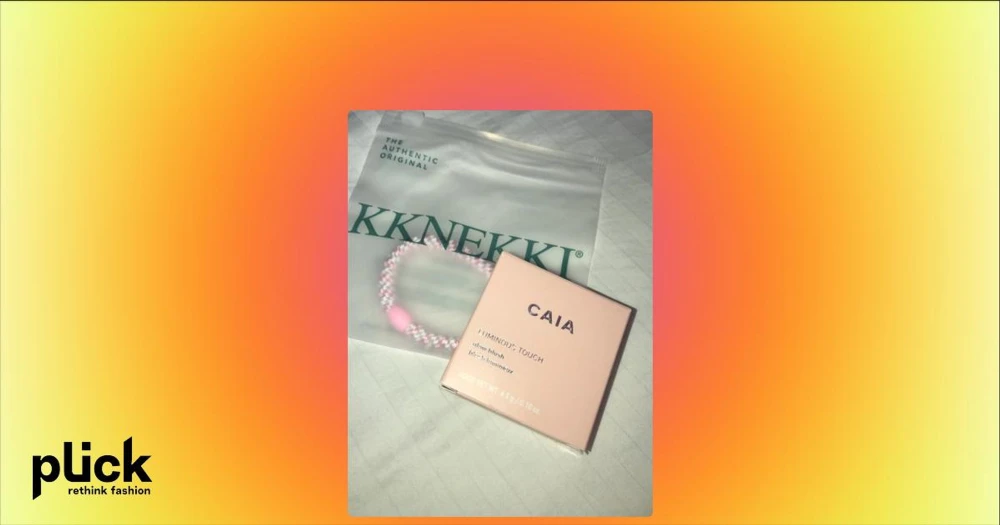 THE
AUTHENTIC
ORIGINAL
KKNEKKI®
CAIA
LUMINOUS TOUCH
plick
rethink fashion